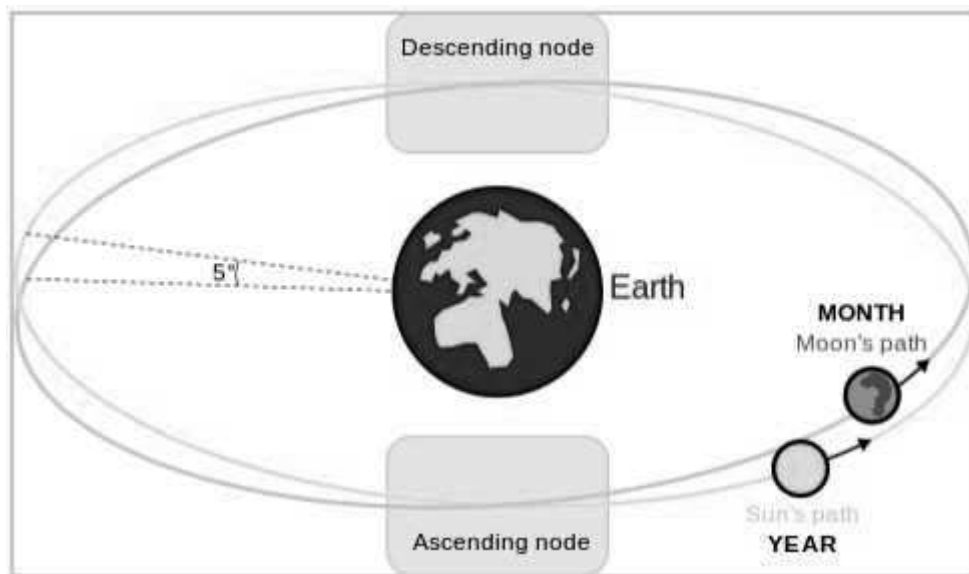 Descending node
5°
Earth
MONTH
Moon's path
Sun's path
YEAR
Ascending node